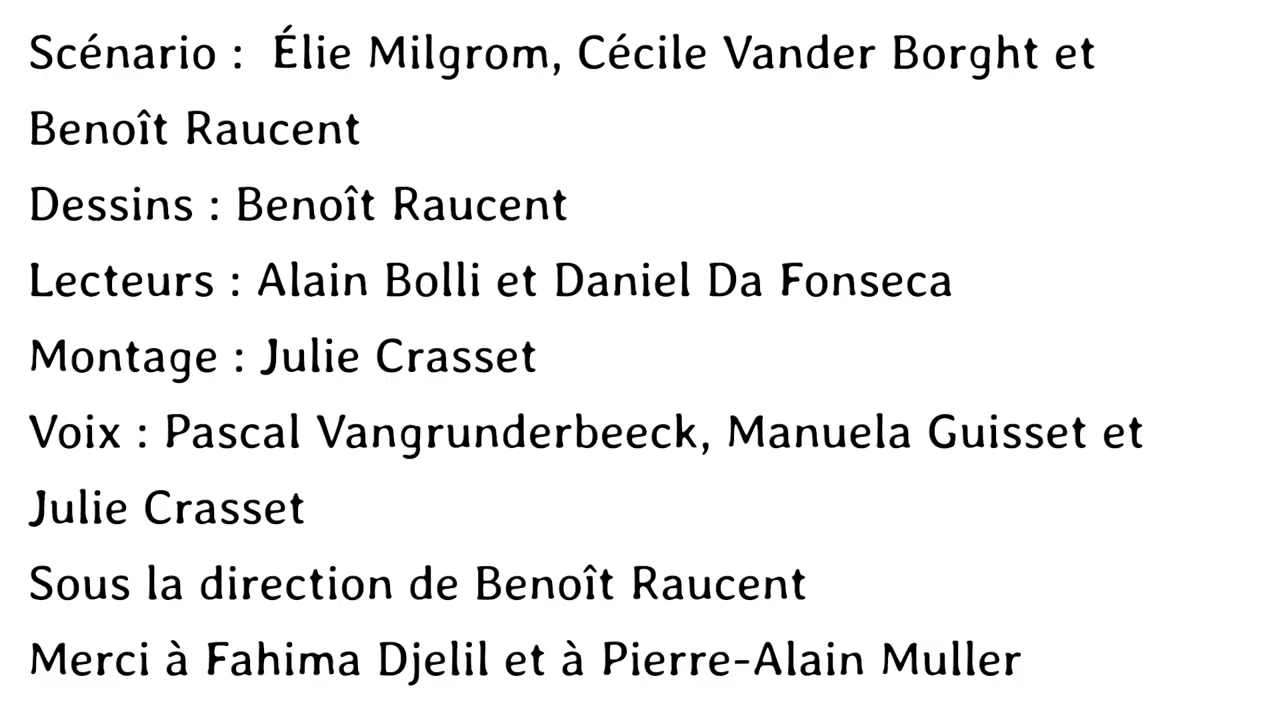 Scénario :  Élie Milgrom, Cécile Vander Borght et
Benoît Raucent
Dessins : Benoît Raucent
Lecteurs : Alain Bolli et Daniel Da Fonseca
Montage : Julie Crasset
Voix : Pascal Vangrunderbeeck, Manuela Guisset et
Julie Crasset
Sous la direction de Benoît Raucent
Merci à Fahima Djelil et à Pierre-Alain Muller